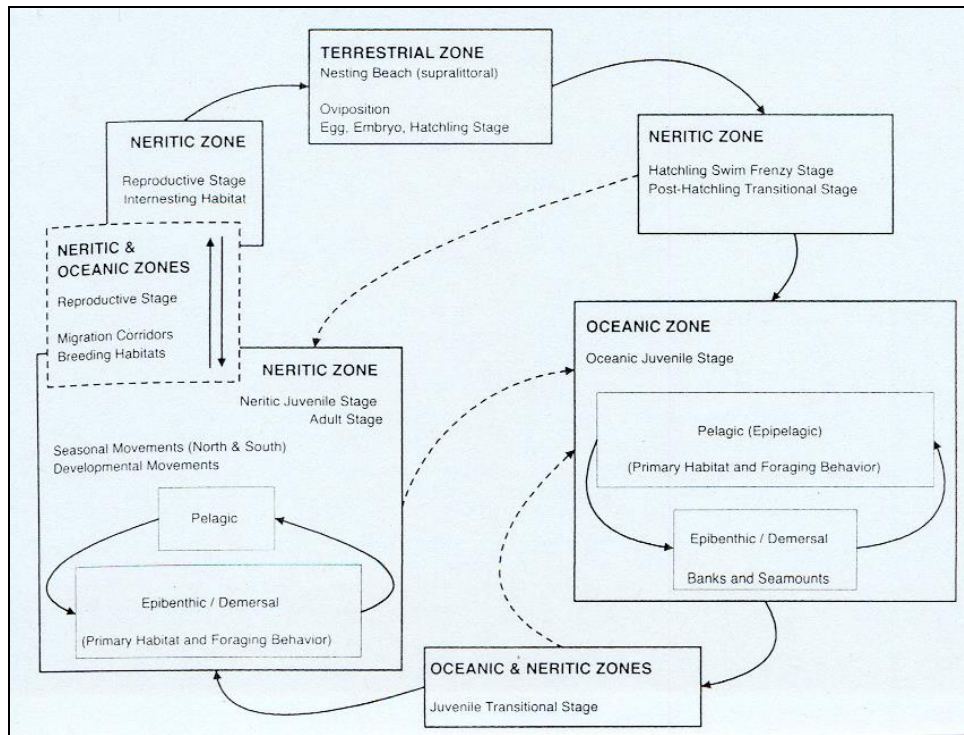 TERRESTRIAL ZONE
Nesting Beach (supralittoral)
Oviposition
Egg, Embryo, Hatchling Stage
NERITIC ZONE
Hatchling Swim Frenzy Stage
Post-Hatchling Transitional Stage
OCEANIC ZONE
Oceanic Juvenile Stage
Pelagic (Epipelagic)
(Primary Habitat and Foraging Behavior)
Epibenthic / Demersal
Banks and Seamounts
OCEANIC & NERITIC ZONES
Juvenile Transitional Stage
NERITIC ZONE
Neritic Juvenile Stage
Adult Stage
Seasonal Movements (North & South)
Developmental Movements
Pelagic
Epibenthic / Demersal
(Primary Habitat and Foraging Behavior)
NERITIC &
OCEANIC ZONES
Reproductive Stage
Migration Corridors
Breeding Habitats
NERITIC ZONE
Reproductive Stage
Internesting Habitat